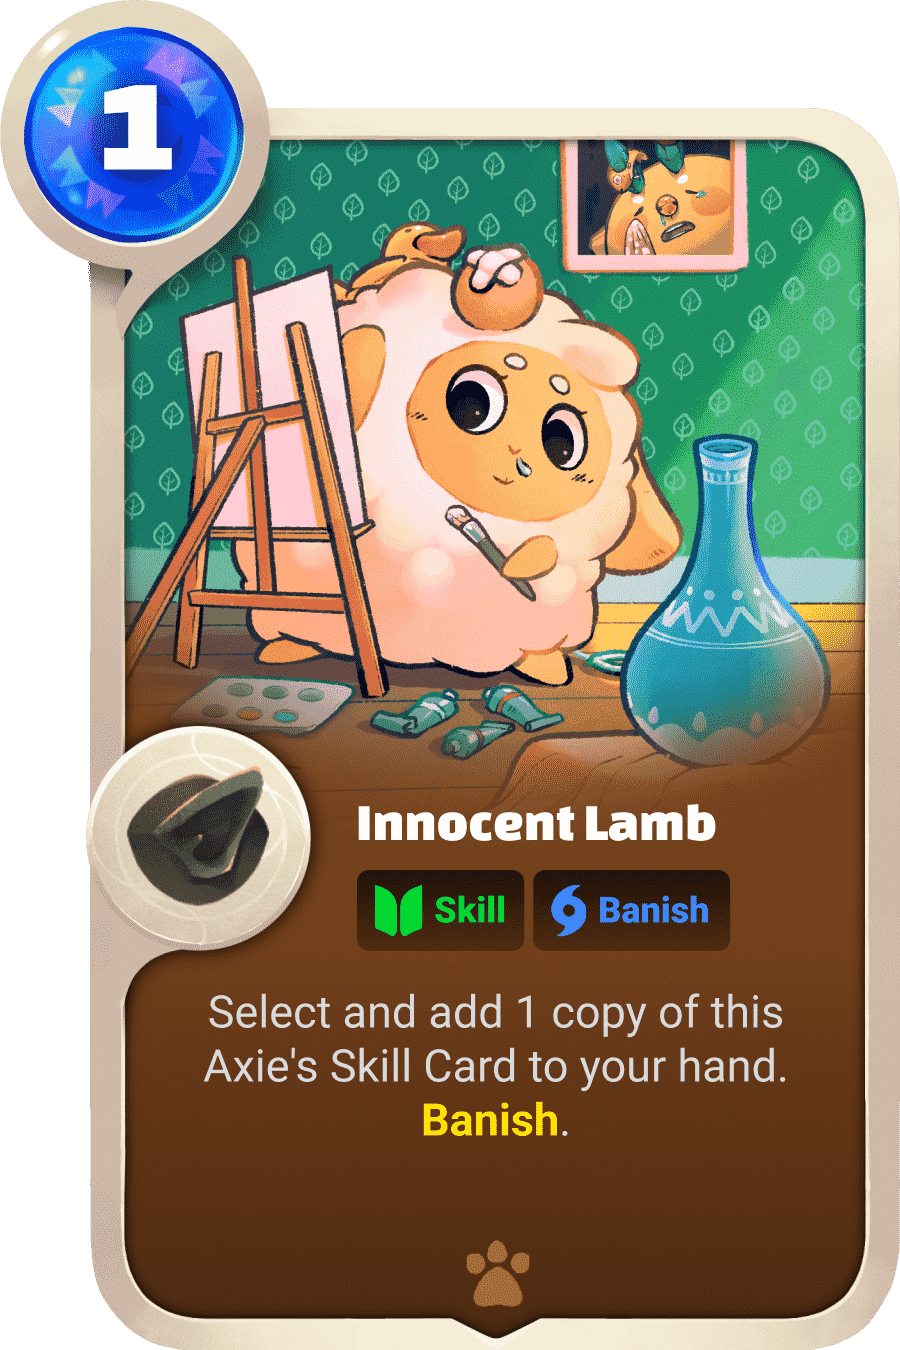 1
Innocent Lamb
Skill Banish
Select and add 1 copy of this
Axie's Skill Card to your hand.
Banish.